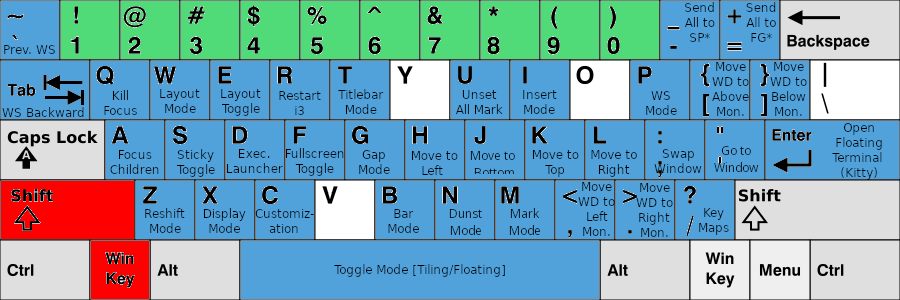 ~ ` Prev. WS
! 1
@ 2
# 3
$ 4
% 5
^ 6
& 7
* 8
( 9
) 0
_ - Send All to SP*
+ = Send All to FG*
Backspace
Tab WS Backward
Q Kill Focus
W Layout Mode
E Layout Toggle
R Restart i3
T Titlebar Mode
Y
U Unset All Mark
I Insert Mode
O
P WS Mode
{ [ Move WD to Above Mon.
} ] Move WD to Below Mon.
| \
Caps Lock A
A Focus Children
S Sticky Toggle
D Exec. Launcher
F Fullscreen Toggle
G Gap Mode
H Move to Left
J Move to Bottom
K Move to Top
L Move to Right
: ; Swap Window
" ' Go to Window
Enter Open Floating Terminal (Kitty)
Shift
Z Reshift Mode
X Display Mode
C Customiz-ation
V
B Bar Mode
N Dunst Mode
M Mark Mode
< , Move WD to Left Mon.
> . Move WD to Right Mon.
? / Key Maps
Shift
Ctrl
Win Key
Alt
Toggle Mode [Tiling/Floating]
Alt
Win Key
Menu
Ctrl